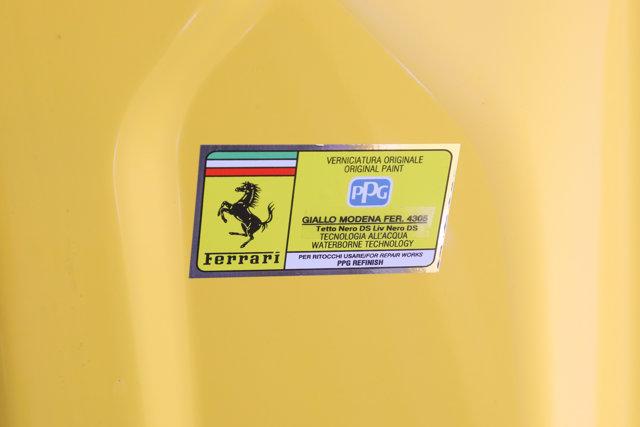 VERNICIATURA ORIGINALE
ORIGINAL PAINT
PPG
GIALLO MODENA FER. 4305
Tetto Nero DS Liv Nero DS
TECNOLOGIA ALL'ACQUA
WATERBORNE TECHNOLOGY
Ferrari
PER RITOCCHI USARE/FOR REPAIR WORKS
PPG REFINISH